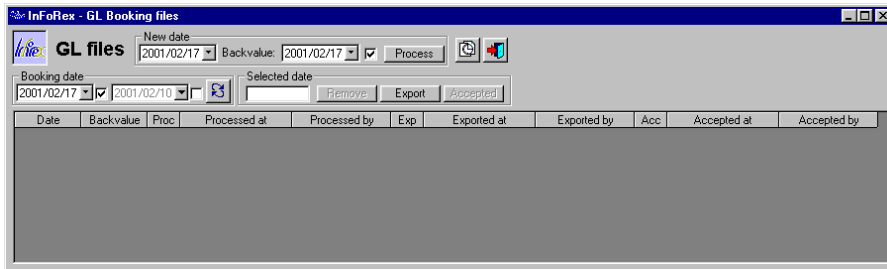 InFoRex - GL Booking files
InFoRex GL files
New date
2001/02/17 Backvalue: 2001/02/17 Process
Booking date
2001/02/17 2001/02/10
Selected date
Remove Export Accepted
Date Backvalue Proc Processed at Processed by Exp Exported at Exported by Acc Accepted at Accepted by